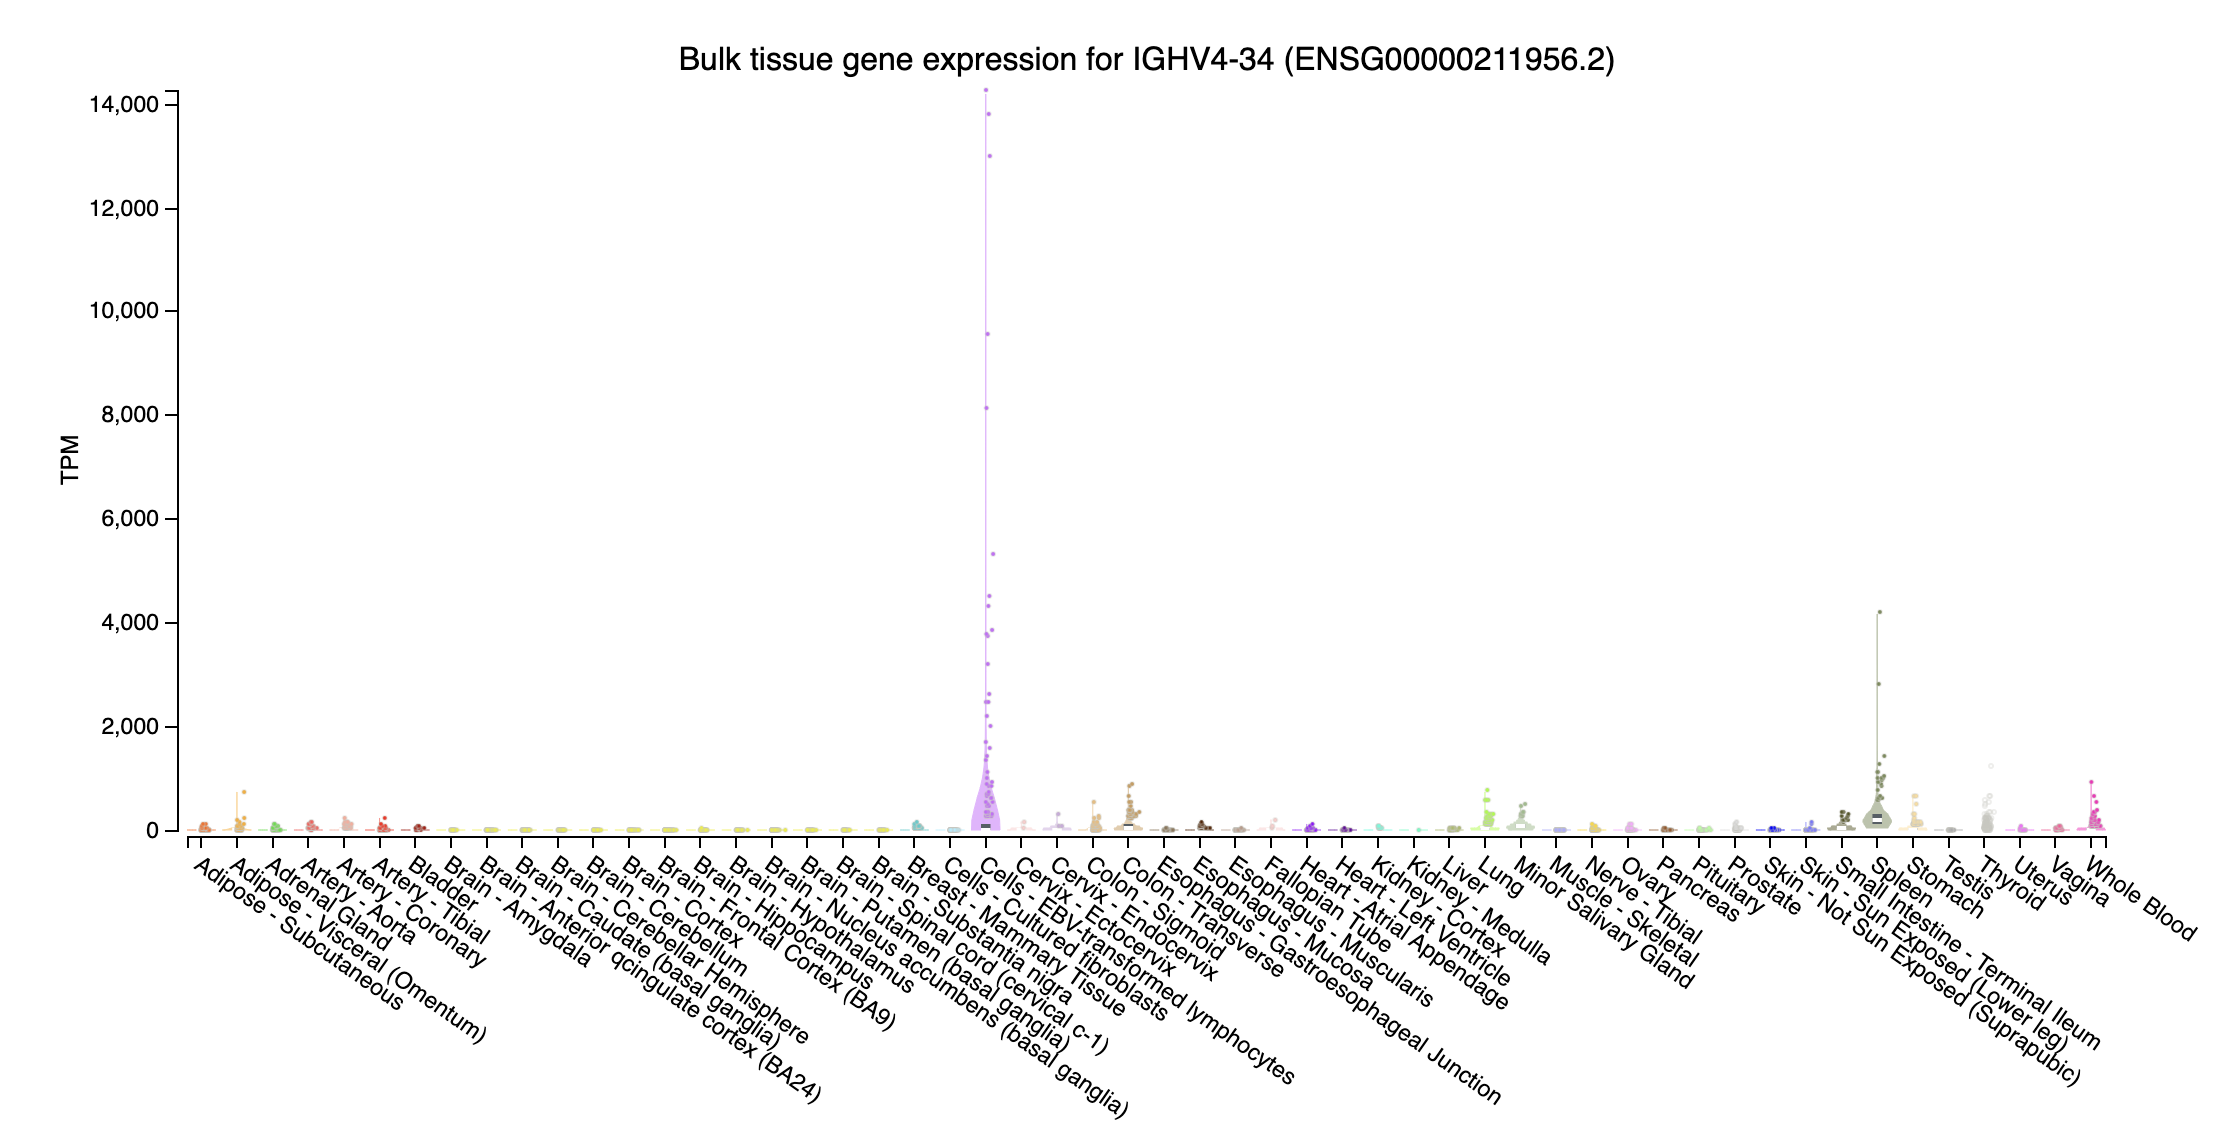 Bulk tissue gene expression for IGHV4-34 (ENSG00000211956.2)
14,000
12,000
10,000
8,000
6,000
4,000
2,000
0
TPM
Adipose - Subcutaneous
Adipose - Visceral (Omentum)
Adrenal Gland
Artery - Aorta
Artery - Coronary
Artery - Tibial
Bladder
Brain - Amygdala
Brain - Anterior qcingulate cortex (BA24)
Brain - Caudate (basal ganglia)
Brain - Cerebellar Hemisphere
Brain - Cerebellum
Brain - Cortex
Brain - Frontal Cortex (BA9)
Brain - Hippocampus
Brain - Hypothalamus
Brain - Nucleus accumbens (basal ganglia)
Brain - Putamen (basal ganglia)
Brain - Spinal cord (cervical c-1)
Brain - Substantia nigra
Breast - Mammary Tissue
Cells - Cultured fibroblasts
Cells - EBV-transformed lymphocytes
Cervix - Ectocervix
Cervix - Endocervix
Colon - Sigmoid
Colon - Transverse
Esophagus - Gastroesophageal Junction
Esophagus - Mucosa
Esophagus - Muscularis
Fallopian Tube
Heart - Atrial Appendage
Heart - Left Ventricle
Kidney - Cortex
Kidney - Medulla
Liver
Lung
Minor Salivary Gland
Muscle - Skeletal
Nerve - Tibial
Ovary
Pancreas
Pituitary
Prostate
Skin - Not Sun Exposed (Suprapubic)
Skin - Sun Exposed (Lower leg)
Small Intestine - Terminal Ileum
Spleen
Stomach
Testis
Thyroid
Uterus
Vagina
Whole Blood